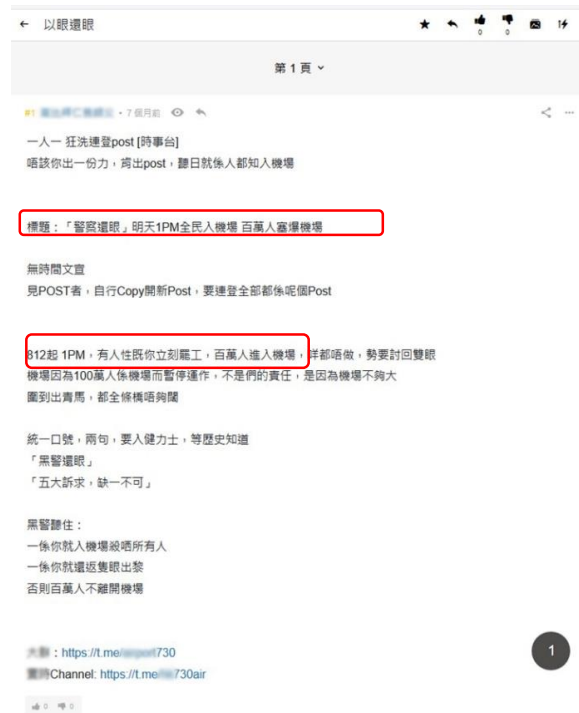 以眼還眼
0 0
第 1 頁
#1 • 7 個月前
一人一 狂洗連登post [時事台]
唔該你出一份力，宵出post，聽日就係人都知入機場
標題：「警察還眼」明天1PM全民入機場 百萬人塞爆機場
無時間文宣
見POST者，自行Copy開新Post，要連登全部都係呢個Post
812起 1PM，有人性既你立刻罷工，百萬人進入機場，咩都唔做，勢要討回雙眼
機場因為100萬人係機場而暫停運作，不是們的責任，是因為機場不夠大
圍到出青馬，都全條橋唔夠闊
統一口號，兩句，要入健力士，等歷史知道
「黑警還眼」
「五大訴求，缺一不可」
黑警聽住：
一係你就入機場殺哂所有人
一係你就還返隻眼出黎
否則百萬人不離開機場
：https://t.me/ 730
Channel: https://t.me/ 730air
1
0 0